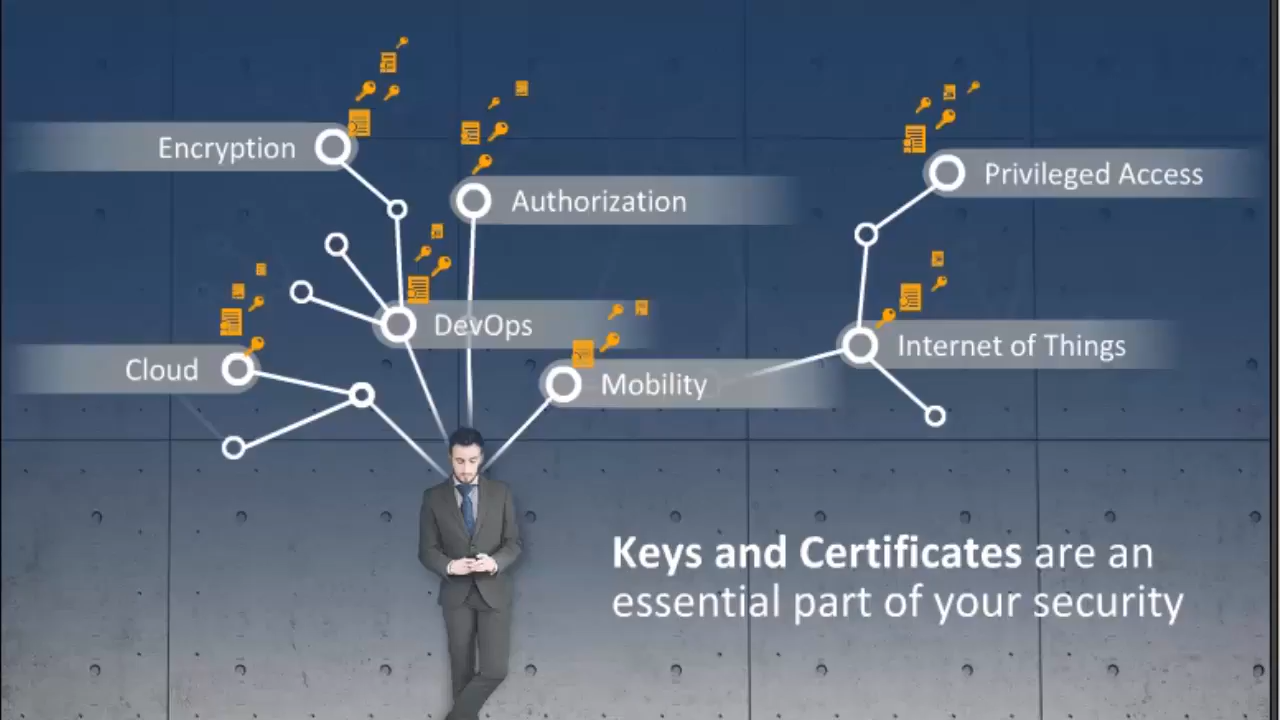 Encryption
Privileged Access
Authorization
DevOps
Internet of Things
Cloud
Mobility
Keys and Certificates are an
essential part of your security